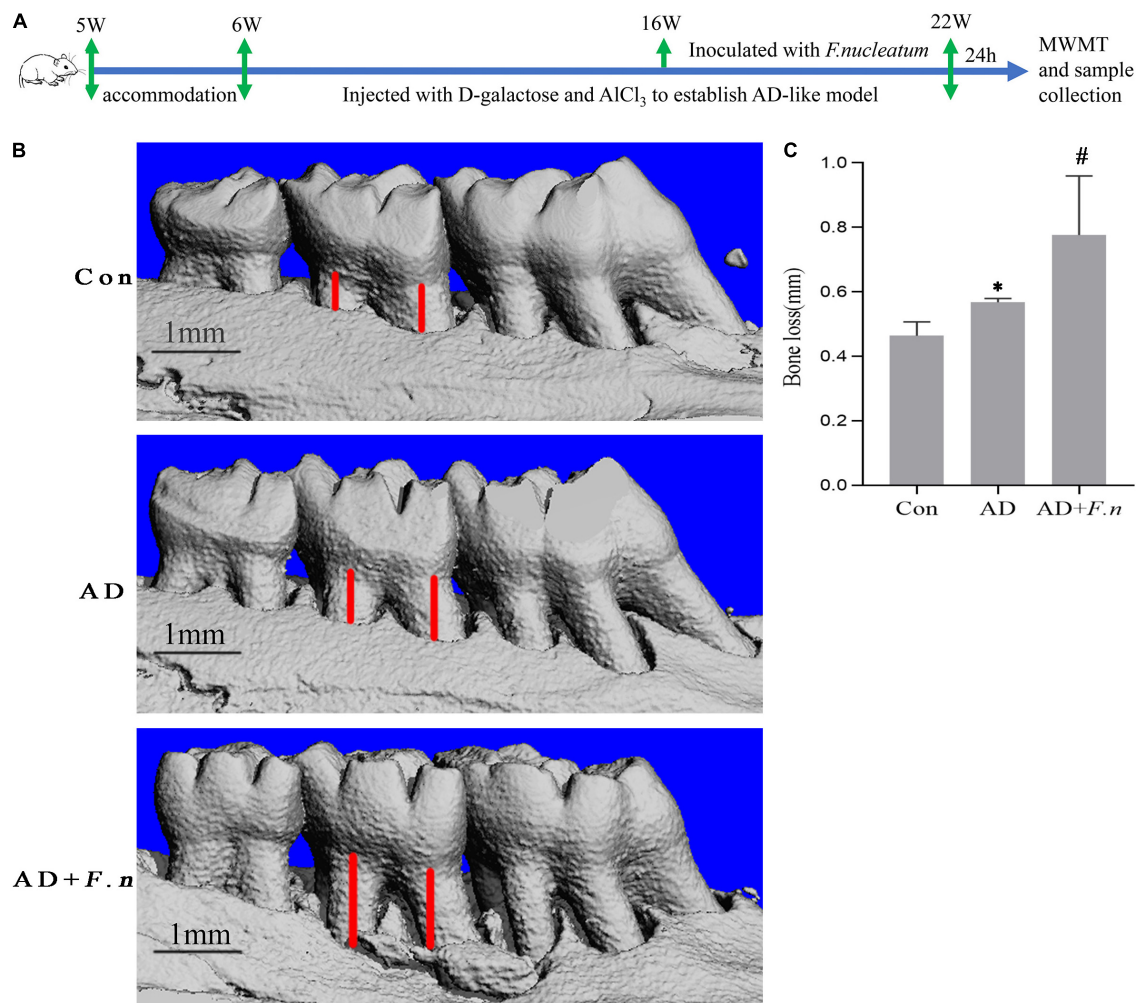 A
5W
6W
16W
22W
Inoculated with F.nucleatum
24h
accommodation
Injected with D-galactose and AlCl₃ to establish AD-like model
MWMT
and sample
collection
B
Con
1mm
AD
1mm
AD+F.n
1mm
C
Bone loss(mm)
1.0
0.8
0.6
0.4
0.2
0.0
*
#
Con
AD
AD+F.n